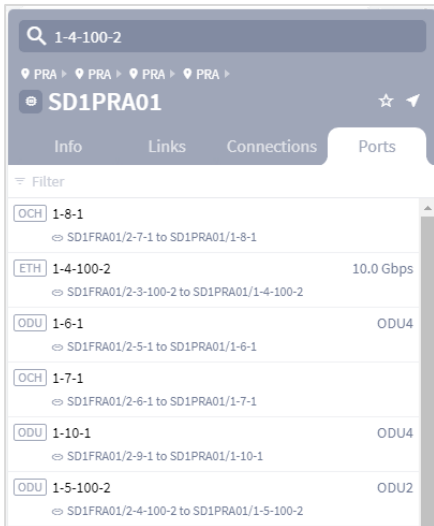 1-4-100-2
PRA PRA PRA PRA
SD1PRA01
Info Links Connections Ports
Filter
OCH 1-8-1
SD1FRA01/2-7-1 to SD1PRA01/1-8-1
ETH 1-4-100-2 10.0 Gbps
SD1FRA01/2-3-100-2 to SD1PRA01/1-4-100-2
ODU 1-6-1 ODU4
SD1FRA01/2-5-1 to SD1PRA01/1-6-1
OCH 1-7-1
SD1FRA01/2-6-1 to SD1PRA01/1-7-1
ODU 1-10-1 ODU4
SD1FRA01/2-9-1 to SD1PRA01/1-10-1
ODU 1-5-100-2 ODU2
SD1FRA01/2-4-100-2 to SD1PRA01/1-5-100-2